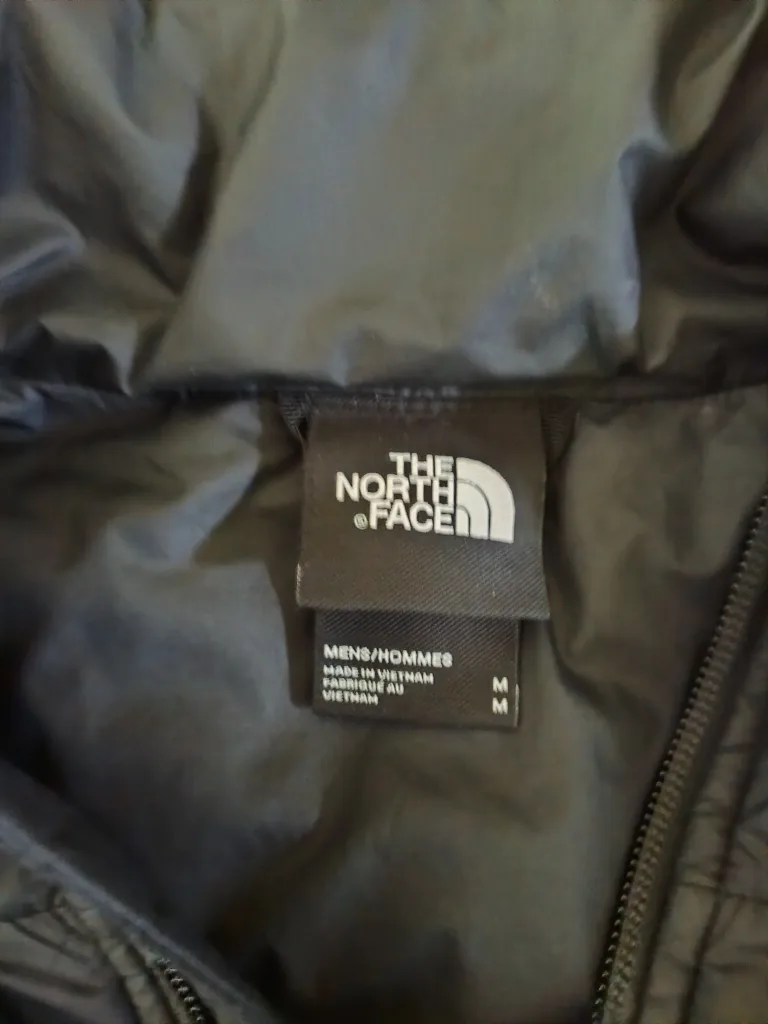 THE
NORTH
®FACE
MENS/HOMMES
MADE IN VIETNAM M
FABRIQUÉ AU
VIETNAM M